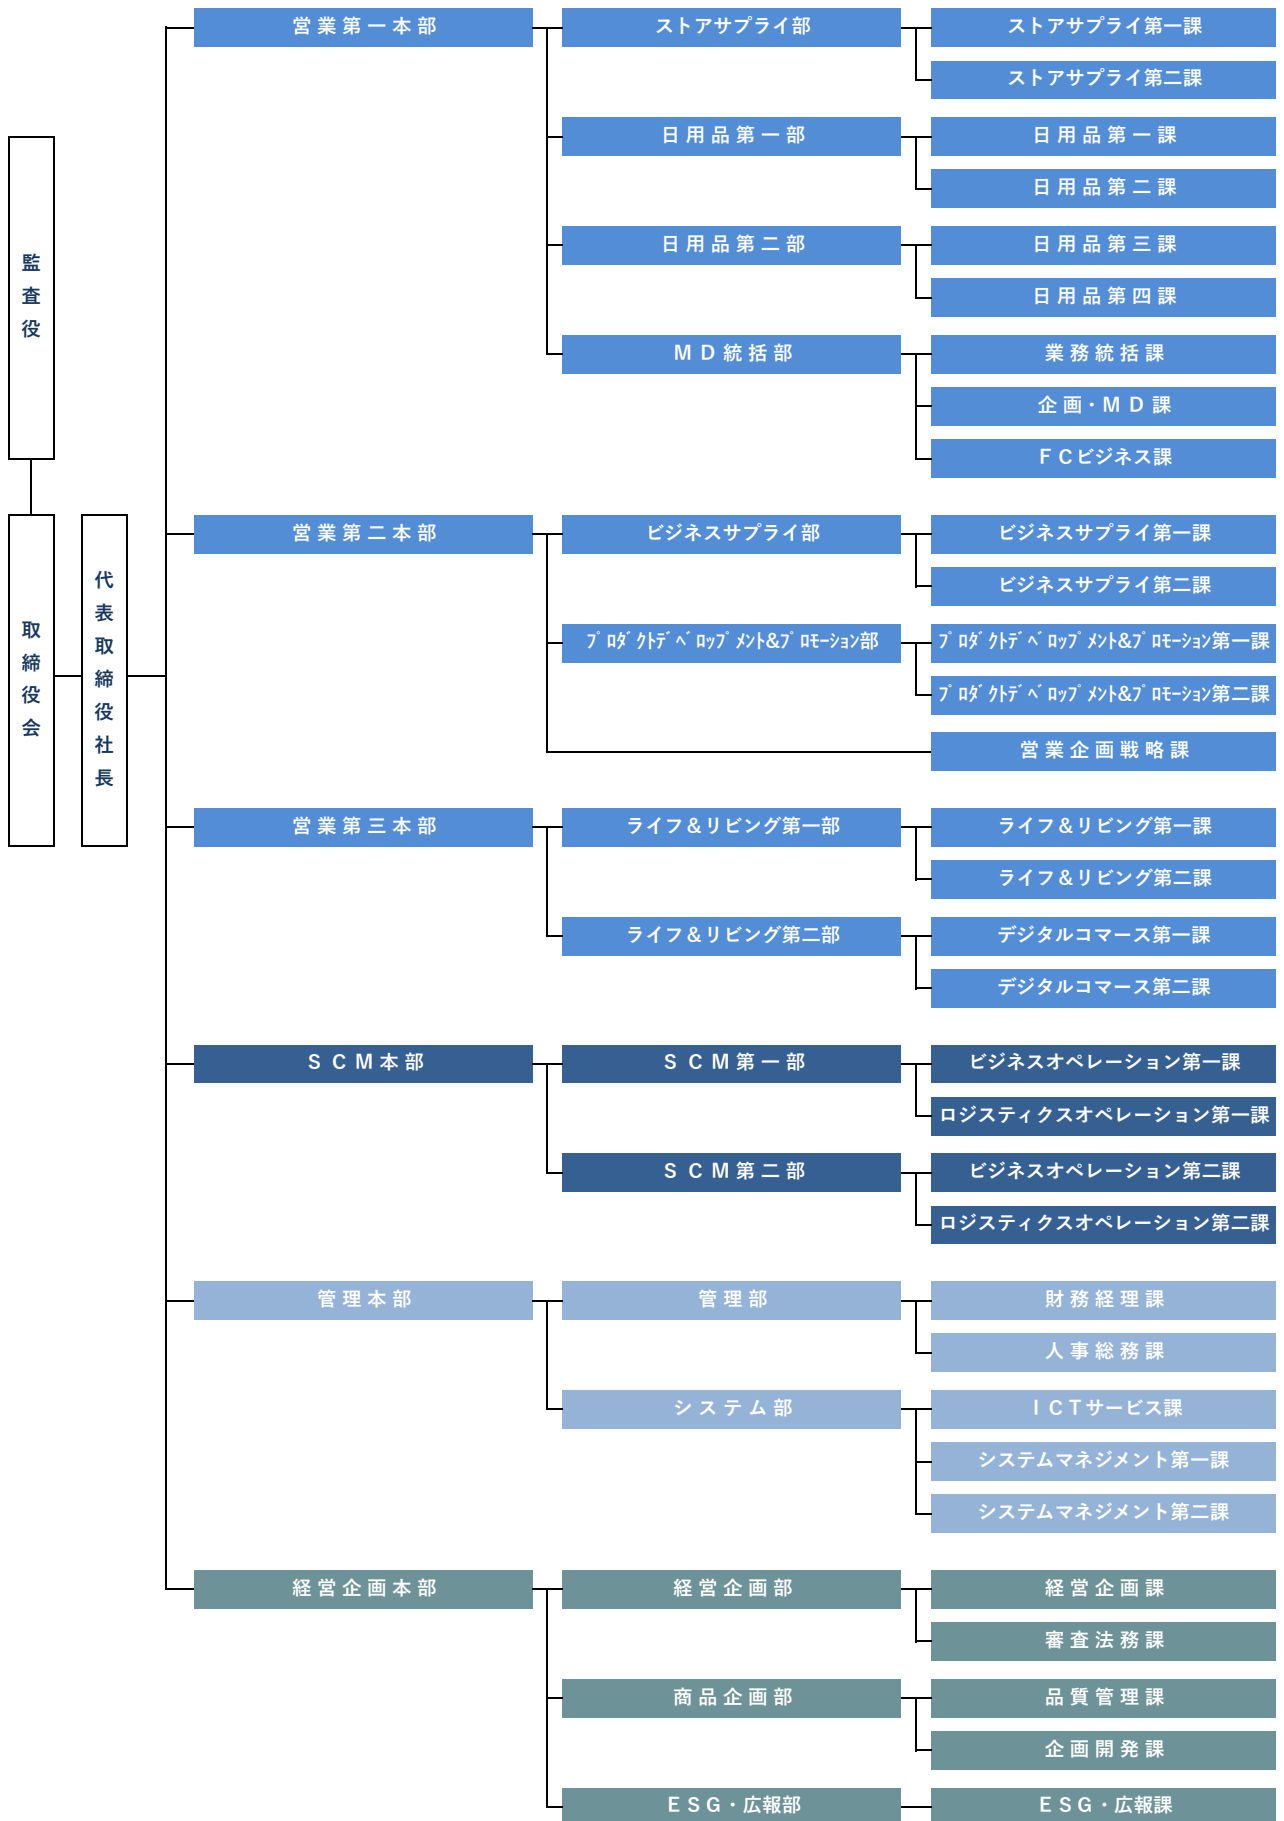 監査役
取締役会
代表取締役社長
営業第一本部
ストアサプライ部
ストアサプライ第一課
ストアサプライ第二課
日用品第一部
日用品第一課
日用品第二課
日用品第二部
日用品第三課
日用品第四課
ＭＤ統括部
業務統括課
企画・ＭＤ課
ＦＣビジネス課
営業第二本部
ビジネスサプライ部
ビジネスサプライ第一課
ビジネスサプライ第二課
ﾌﾟﾛﾀﾞｸﾄﾃﾞﾍﾞﾛｯﾌﾟﾒﾝﾄ&ﾌﾟﾛﾓｰｼｮﾝ部
ﾌﾟﾛﾀﾞｸﾄﾃﾞﾍﾞﾛｯﾌﾟﾒﾝﾄ&ﾌﾟﾛﾓｰｼｮﾝ第一課
ﾌﾟﾛﾀﾞｸﾄﾃﾞﾍﾞﾛｯﾌﾟﾒﾝﾄ&ﾌﾟﾛﾓｰｼｮﾝ第二課
営業企画戦略課
営業第三本部
ライフ＆リビング第一部
ライフ＆リビング第一課
ライフ＆リビング第二課
ライフ＆リビング第二部
デジタルコマース第一課
デジタルコマース第二課
ＳＣＭ本部
ＳＣＭ第一部
ビジネスオペレーション第一課
ロジスティクスオペレーション第一課
ＳＣＭ第二部
ビジネスオペレーション第二課
ロジスティクスオペレーション第二課
管理本部
管理部
財務経理課
人事総務課
システム部
ＩＣＴサービス課
システムマネジメント第一課
システムマネジメント第二課
経営企画本部
経営企画部
経営企画課
審査法務課
商品企画部
品質管理課
企画開発課
ＥＳＧ・広報部
ＥＳＧ・広報課